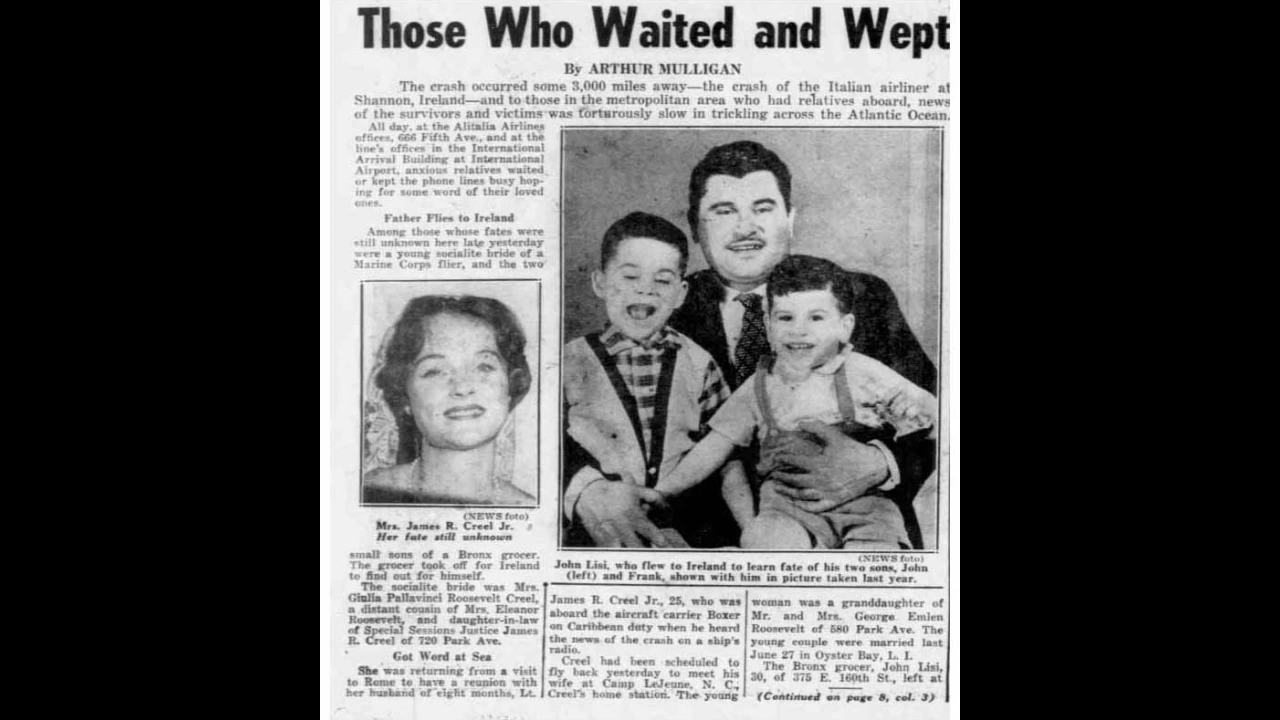 Those Who Waited and Wept
By ARTHUR MULLIGAN
The crash occurred some 3,000 miles away—the crash of the Italian airliner at
Shannon, Ireland—and to those in the metropolitan area who had relatives aboard, news
of the survivors and victims was torturously slow in trickling across the Atlantic Ocean.
All day, at the Alitalia Airlines
offices, 666 Fifth Ave., and at the
line's offices in the International
Arrival Building at International
Airport, anxious relatives waited
or kept the phone lines busy hop-
ing for some word of their loved
ones.
Father Flies to Ireland
Among those whose fates were
still unknown here late yesterday
were a young socialite bride of a
Marine Corps flier, and the two
(NEWS foto)
Mrs. James R. Creel Jr.
Her fate still unknown
small sons of a Bronx grocer.
The grocer took off for Ireland
to find out for himself.
The socialite bride was Mrs.
Giulia Pallavinci Roosevelt Creel,
a distant cousin of Mrs. Eleanor
Roosevelt, and daughter-in-law
of Special Sessions Justice James
R. Creel of 720 Park Ave.
Got Word at Sea
She was returning from a visit
to Rome to have a reunion with
her husband of eight months, Lt.
(NEWS foto)
John Lisi, who flew to Ireland to learn fate of his two sons, John
(left) and Frank, shown with him in picture taken last year.
James R. Creel Jr., 25, who was
aboard the aircraft carrier Boxer
on Caribbean duty when he heard
the news of the crash on a ship's
radio.
Creel had been scheduled to
fly back yesterday to meet his
wife at Camp LeJeune, N. C.,
Creel's home station. The young
woman was a granddaughter of
Mr. and Mrs. George Emlen
Roosevelt of 580 Park Ave. The
young couple were married last
June 27 in Oyster Bay, L. I.
The Bronx grocer, John Lisi,
30, of 375 E. 160th St., left at
(Continued on page 8, col. 3)